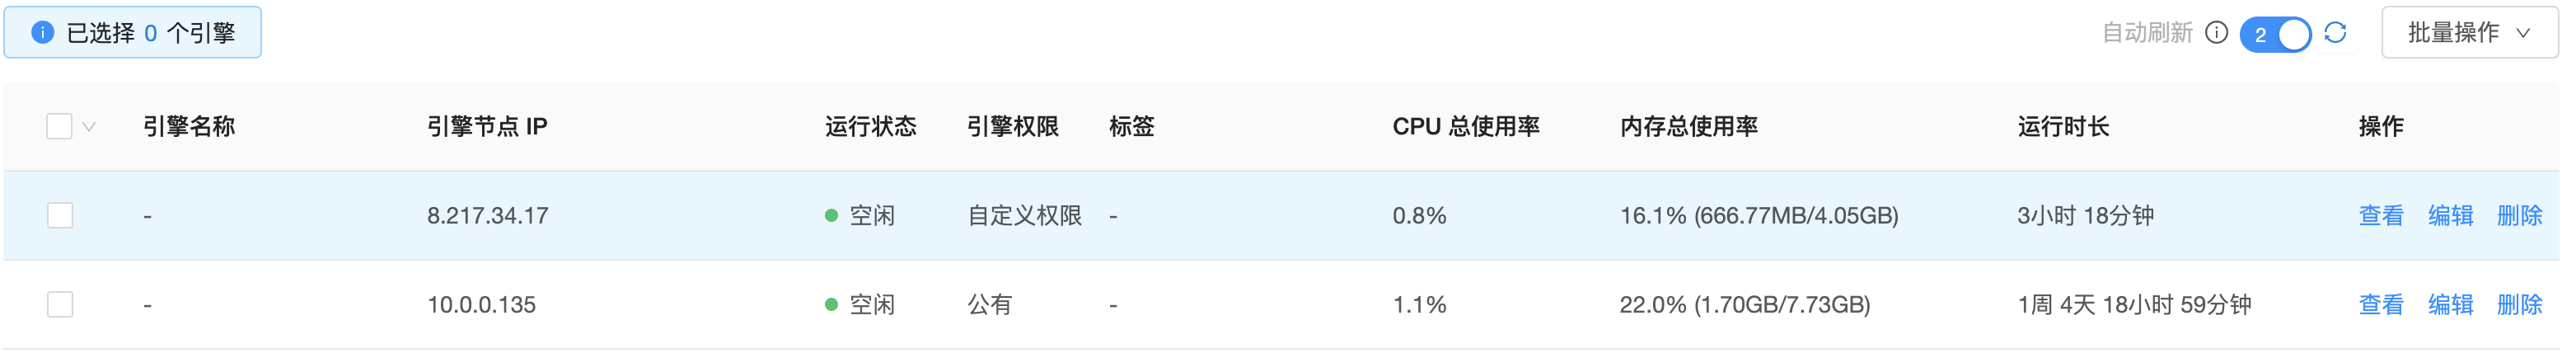 已选择 0 个引擎
自动刷新 2 批量操作
引擎名称 引擎节点 IP 运行状态 引擎权限 标签 CPU 总使用率 内存总使用率 运行时长 操作
- 8.217.34.17 空闲 自定义权限 - 0.8% 16.1% (666.77MB/4.05GB) 3小时 18分钟 查看 编辑 删除
- 10.0.0.135 空闲 公有 - 1.1% 22.0% (1.70GB/7.73GB) 1周 4天 18小时 59分钟 查看 编辑 删除